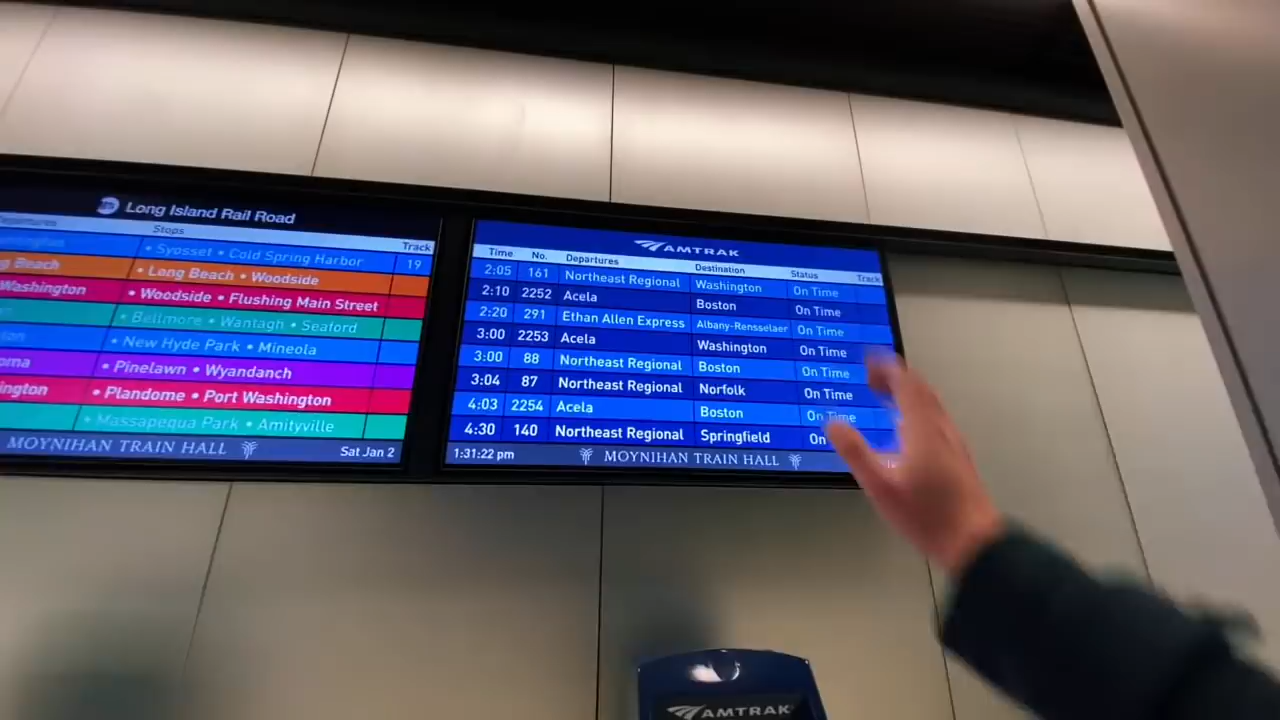 Long Island Rail Road
Stops Track
• Syosset • Cold Spring Harbor 19
Beach • Long Beach • Woodside
Washington • Woodside • Flushing Main Street
• Bellmore • Wantagh • Seaford
• New Hyde Park • Mineola
oma • Pinelawn • Wyandanch
ington • Plandome • Port Washington
• Massapequa Park • Amityville
MOYNIHAN TRAIN HALL Sat Jan 2
AMTRAK
Time No. Departures Destination Status Track
2:05 161 Northeast Regional Washington On Time
2:10 2252 Acela Boston On Time
2:20 291 Ethan Allen Express Albany-Rensselaer On Time
3:00 2253 Acela Washington On Time
3:00 88 Northeast Regional Boston On Time
3:04 87 Northeast Regional Norfolk On Time
4:03 2254 Acela Boston On Time
4:30 140 Northeast Regional Springfield On
1:31:22 pm MOYNIHAN TRAIN HALL
AMTRAK